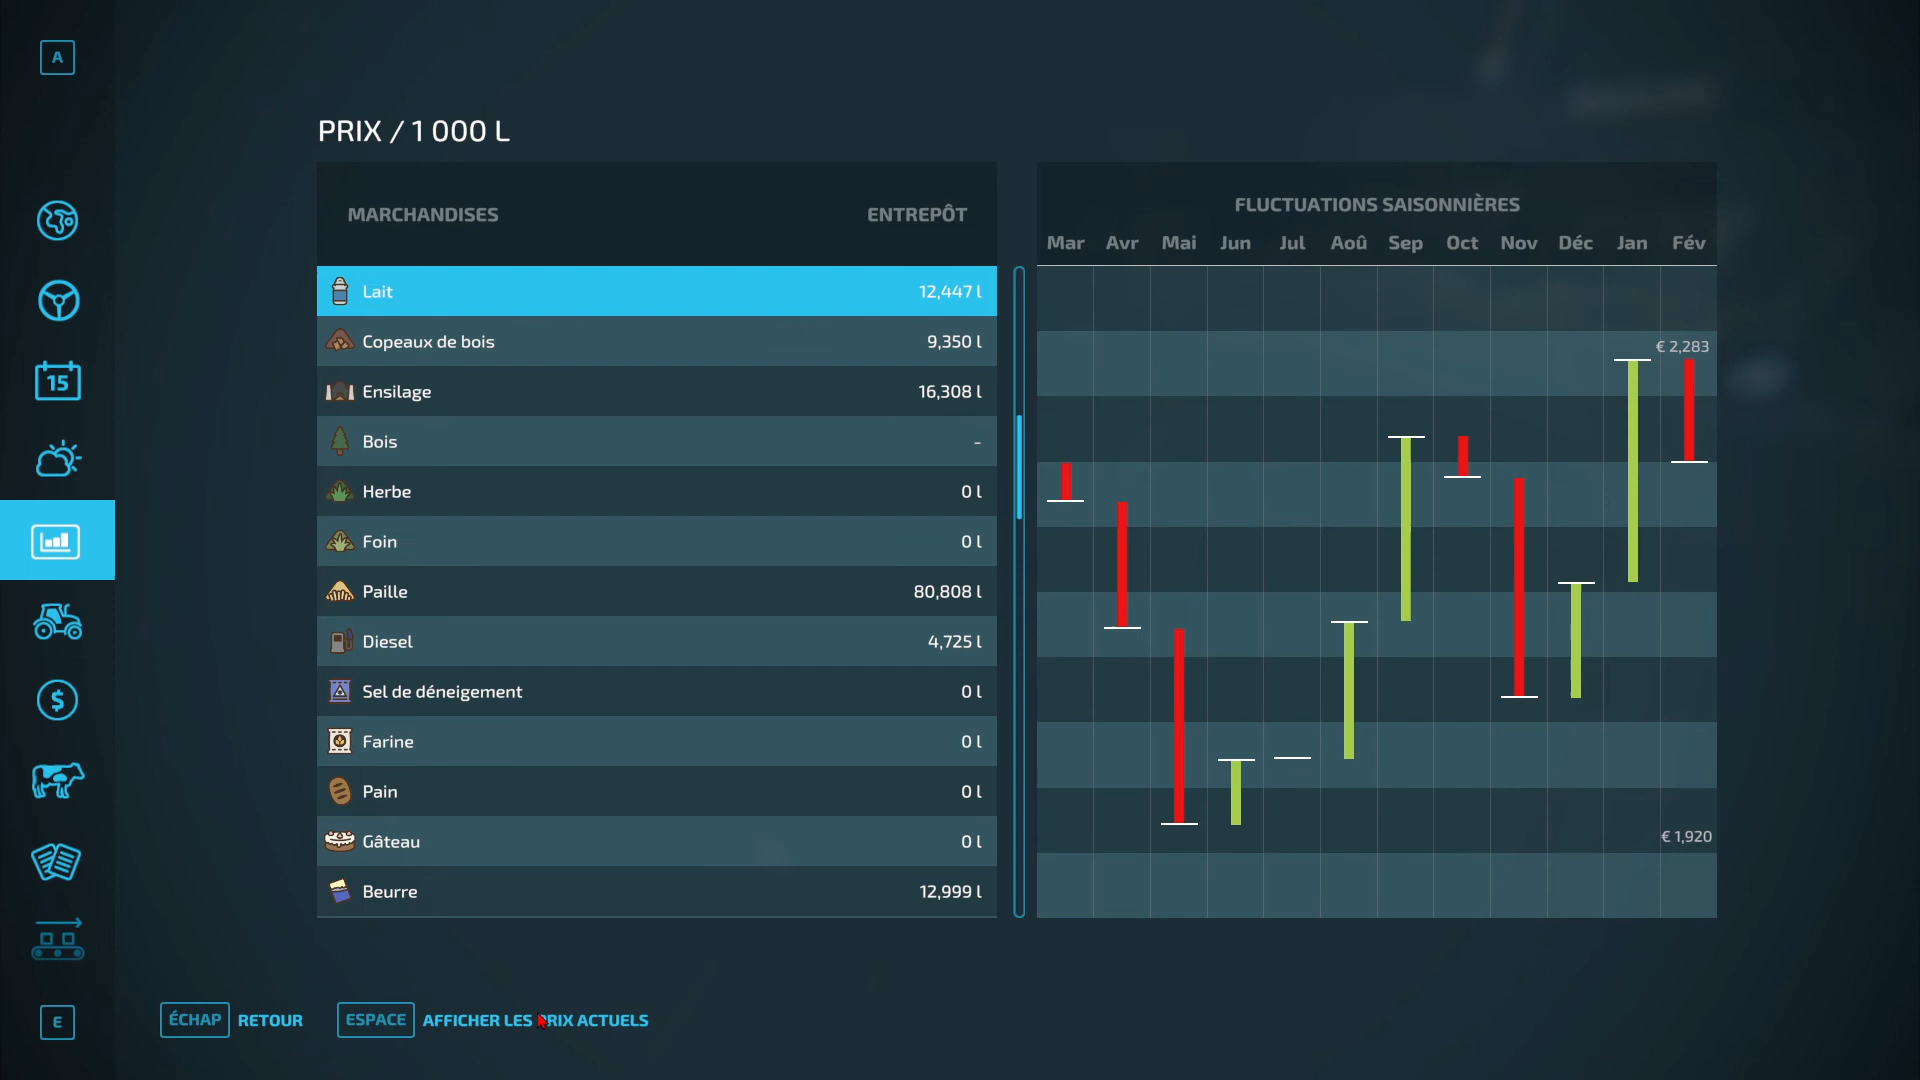 A
PRIX / 1 000 L
MARCHANDISES ENTREPÔT
FLUCTUATIONS SAISONNIÈRES
Mar Avr Mai Jun Jul Aoû Sep Oct Nov Déc Jan Fév
Lait 12,447 l
Copeaux de bois 9,350 l
Ensilage 16,308 l
Bois -
Herbe 0 l
Foin 0 l
Paille 80,808 l
Diesel 4,725 l
Sel de déneigement 0 l
Farine 0 l
Pain 0 l
Gâteau 0 l
Beurre 12,999 l
€ 2,283
€ 1,920
15
$
E
ÉCHAP RETOUR ESPACE AFFICHER LES PRIX ACTUELS